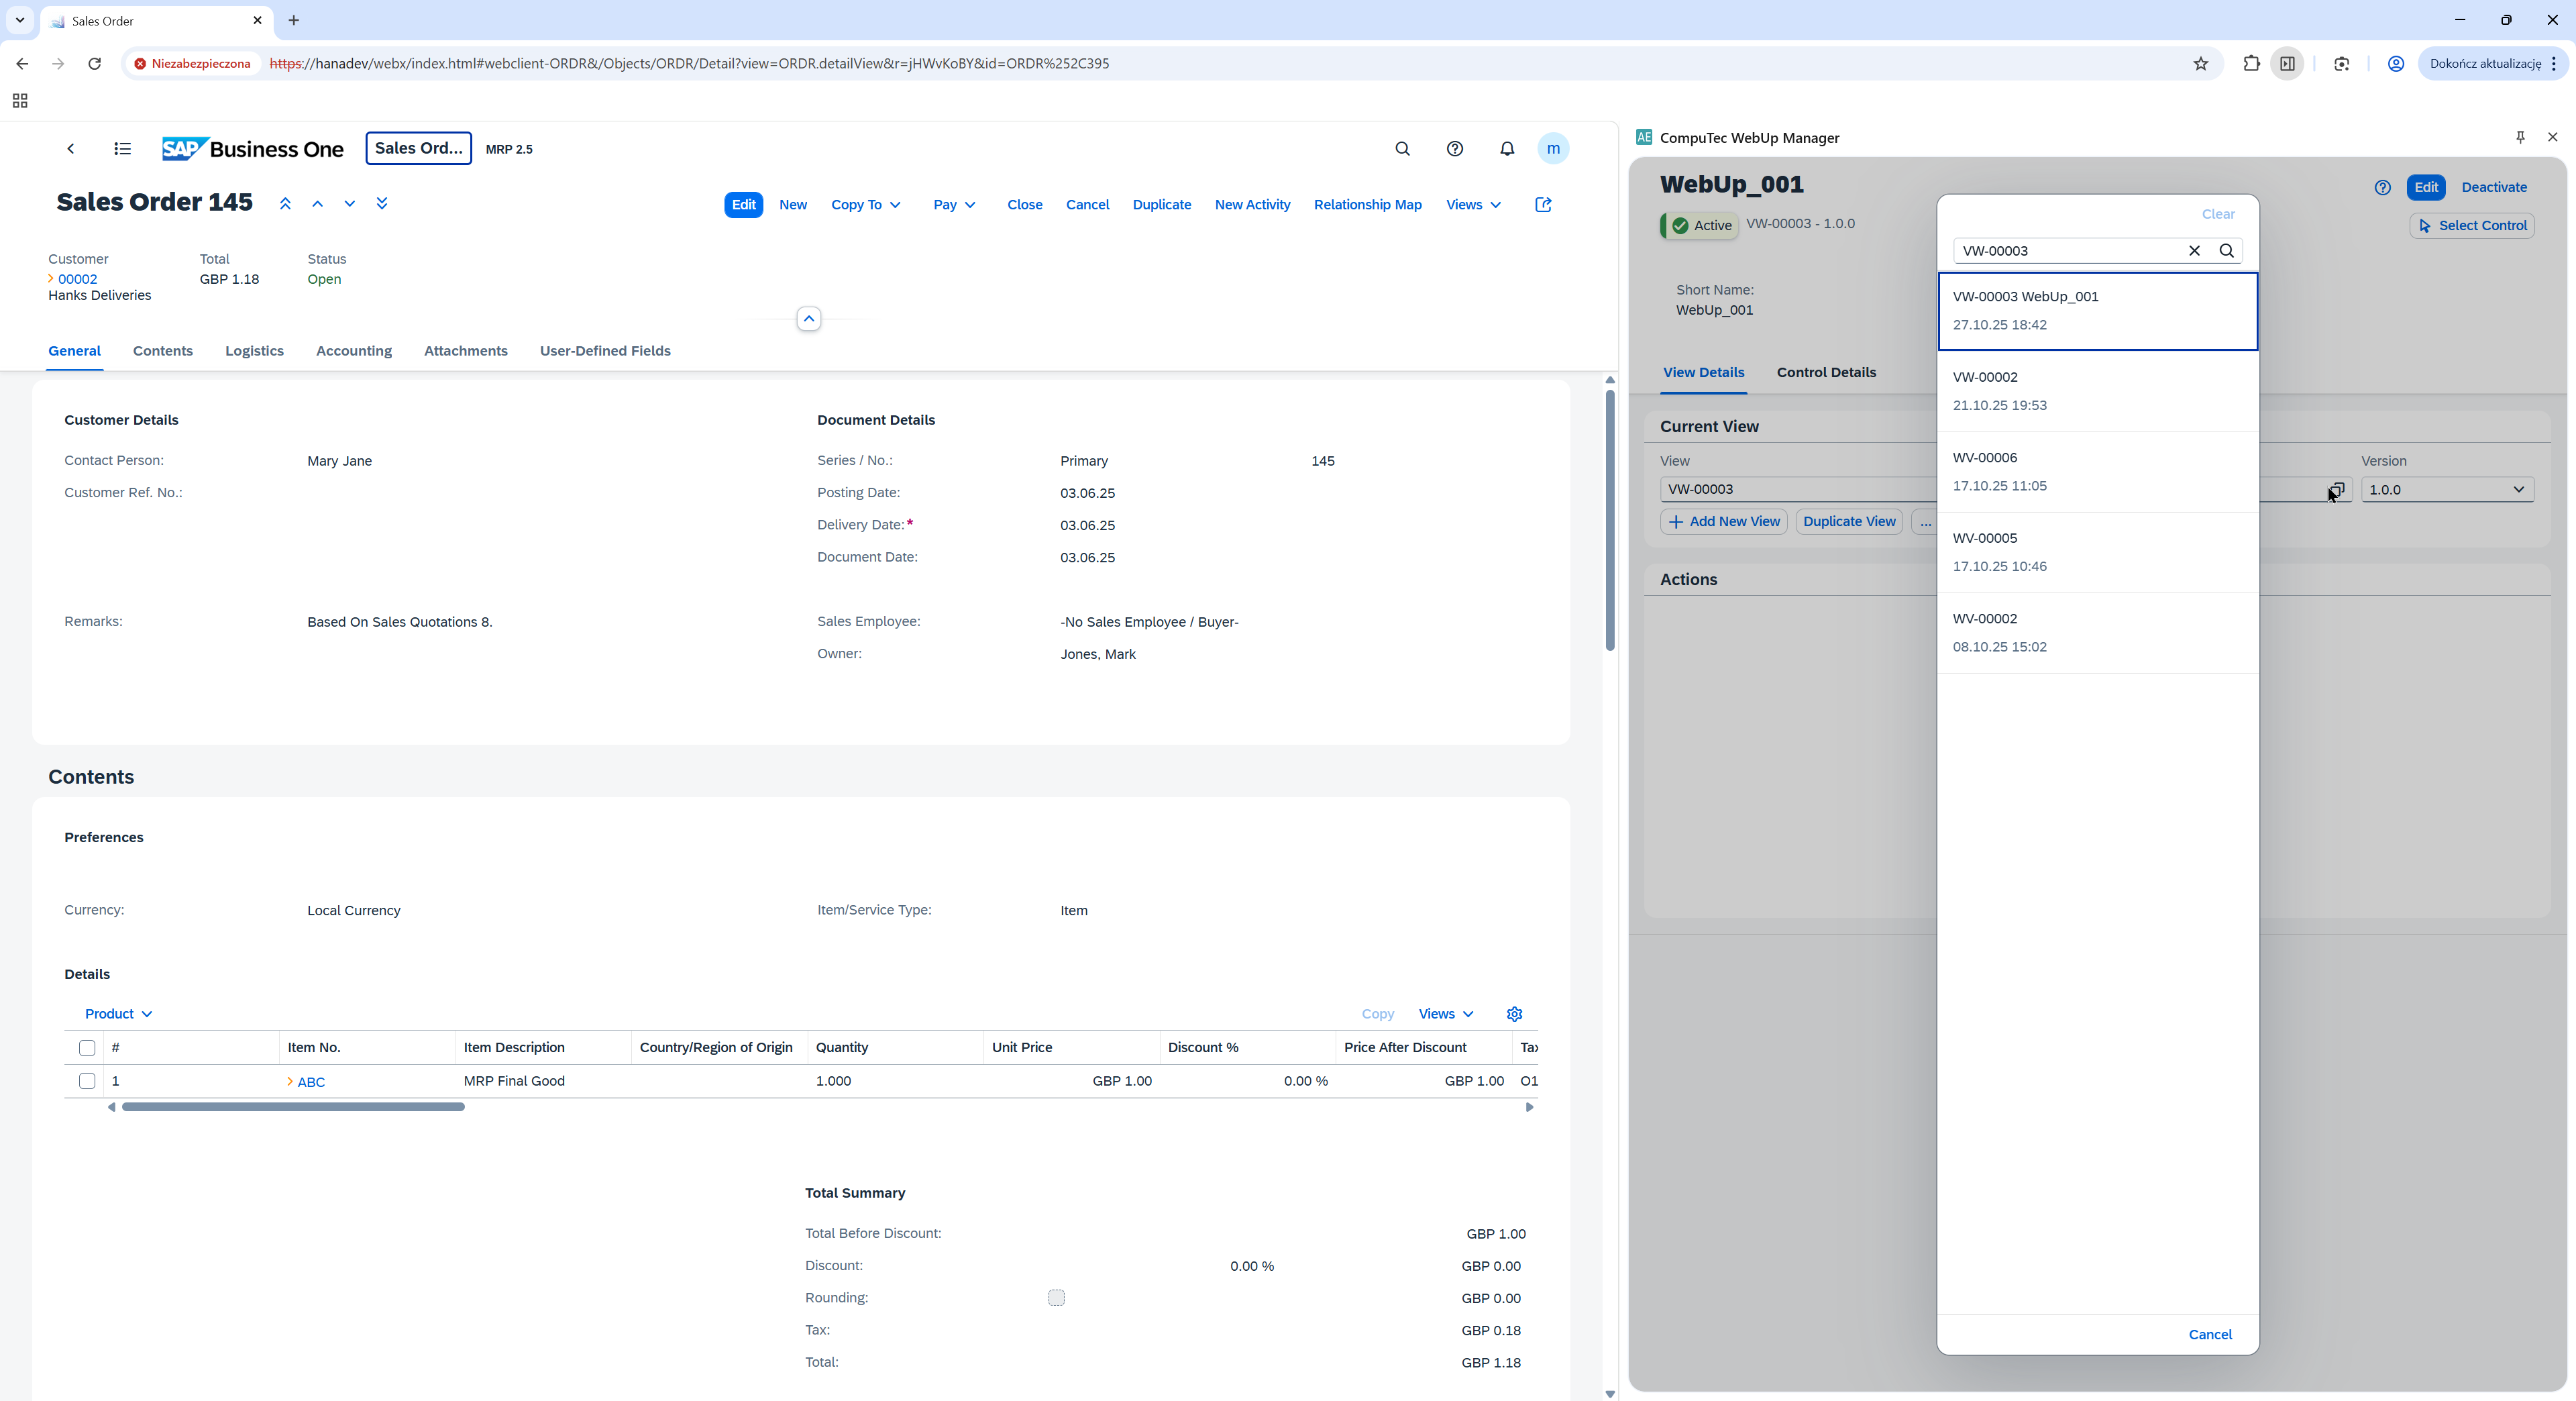 Sales Order
Niezabezpieczona
https://hanadev/webx/index.html#webclient-ORDR&/Objects/ORDR/Detail?view=ORDR.detailView&r=jHWvKoBY&id=ORDR%252C395
Dokończ aktualizację
SAP Business One
Sales Ord...
MRP 2.5
m
Sales Order 145
Edit New Copy To Pay Close Cancel Duplicate New Activity Relationship Map Views
Customer Total Status
00002 GBP 1.18 Open
Hanks Deliveries
General Contents Logistics Accounting Attachments User-Defined Fields
Customer Details
Contact Person: Mary Jane
Customer Ref. No.:
Remarks: Based On Sales Quotations 8.
Document Details
Series / No.: Primary 145
Posting Date: 03.06.25
Delivery Date:* 03.06.25
Document Date: 03.06.25
Sales Employee: -No Sales Employee / Buyer-
Owner: Jones, Mark
Contents
Preferences
Currency: Local Currency
Item/Service Type: Item
Details
Product Copy Views
# Item No. Item Description Country/Region of Origin Quantity Unit Price Discount % Price After Discount Tax
1 ABC MRP Final Good 1.000 GBP 1.00 0.00 % GBP 1.00 O1
Total Summary
Total Before Discount: GBP 1.00
Discount: 0.00 % GBP 0.00
Rounding: GBP 0.00
Tax: GBP 0.18
Total: GBP 1.18
AE CompuTec WebUp Manager
WebUp_001
Edit Deactivate
Active VW-00003 - 1.0.0
Select Control
Short Name:
WebUp_001
View Details Control Details
Current View
View Version
VW-00003 1.0.0
Add New View Duplicate View ...
Actions
Clear
VW-00003
VW-00003 WebUp_001
27.10.25 18:42
VW-00002
21.10.25 19:53
WV-00006
17.10.25 11:05
WV-00005
17.10.25 10:46
WV-00002
08.10.25 15:02
Cancel